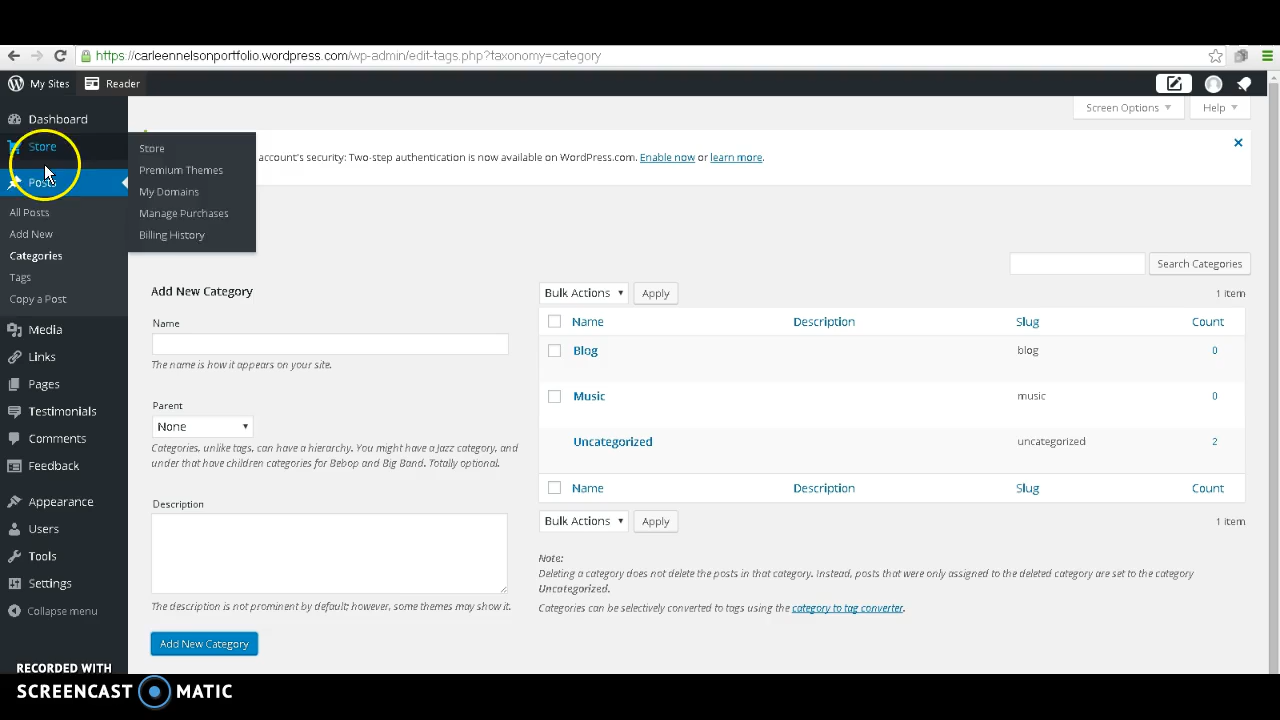 https://carleennelsonportfolio.wordpress.com/wp-admin/edit-tags.php?taxonomy=category
My Sites
Reader
Screen Options
Help
Dashboard
Store
Posts
All Posts
Add New
Categories
Tags
Copy a Post
Media
Links
Pages
Testimonials
Comments
Feedback
Appearance
Users
Tools
Settings
Collapse menu
Store
Premium Themes
My Domains
Manage Purchases
Billing History
account's security: Two-step authentication is now available on WordPress.com. Enable now or learn more.
Search Categories
Add New Category
Name
The name is how it appears on your site.
Parent
None
Categories, unlike tags, can have a hierarchy. You might have a Jazz category, and
under that have children categories for Bebop and Big Band. Totally optional.
Description
The description is not prominent by default; however, some themes may show it.
Add New Category
Bulk Actions
Apply
1 item
Name Description Slug Count
Blog blog 0
Music music 0
Uncategorized uncategorized 2
Name Description Slug Count
Bulk Actions
Apply
1 item
Note:
Deleting a category does not delete the posts in that category. Instead, posts that were only assigned to the deleted category are set to the category
Uncategorized.
Categories can be selectively converted to tags using the category to tag converter.
RECORDED WITH
SCREENCAST MATIC